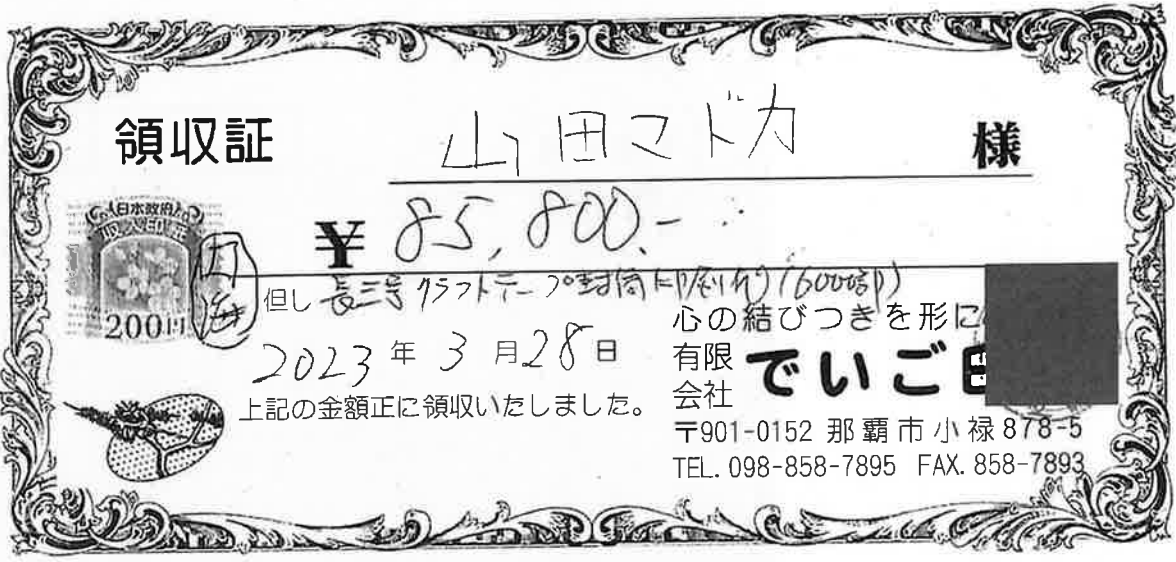 領収証 山田マドカ 様
日本政府
収入印紙
200円
¥ 85,800.-
但し 長三号クラフトテープ封筒印刷代(6000部)
2023年3月28日
上記の金額正に領収いたしました。
心の結びつきを形に
有限会社 でいご
〒901-0152 那覇市小禄878-5
TEL. 098-858-7895 FAX. 858-7893